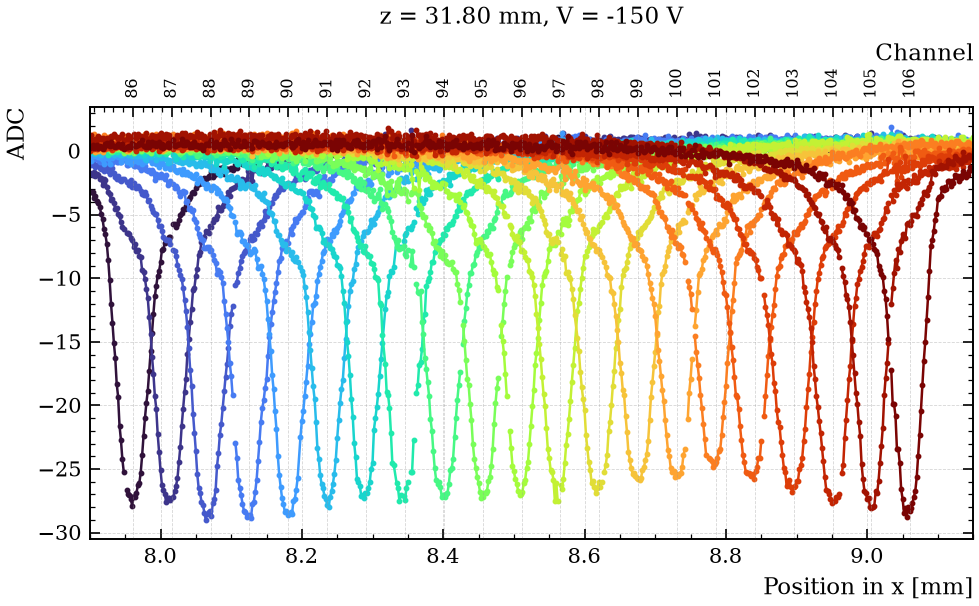 z = 31.80 mm, V = -150 V
Channel
86 87 88 89 90 91 92 93 94 95 96 97 98 99 100 101 102 103 104 105 106
ADC
0
−5
−10
−15
−20
−25
−30
8.0 8.2 8.4 8.6 8.8 9.0
Position in x [mm]